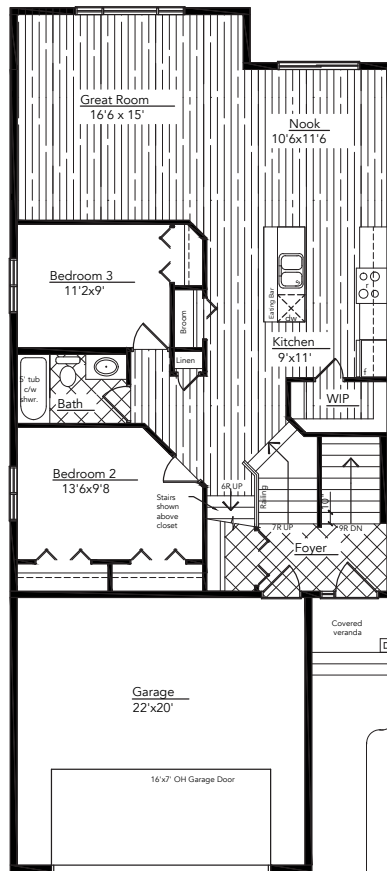 Great Room
16'6 x 15'
Nook
10'6x11'6
Bedroom 3
11'2x9'
Eating Bar
dw
r
Broom
Kitchen
9'x11'
Linen
f
5' tub
c/w
shwr.
Bath
WIP
Bedroom 2
13'6x9'8
6R UP
Stairs
shown
above
closet
Railing
10"
7R UP
9R DN
Foyer
Covered
veranda
Garage
22'x20'
16'x7' OH Garage Door